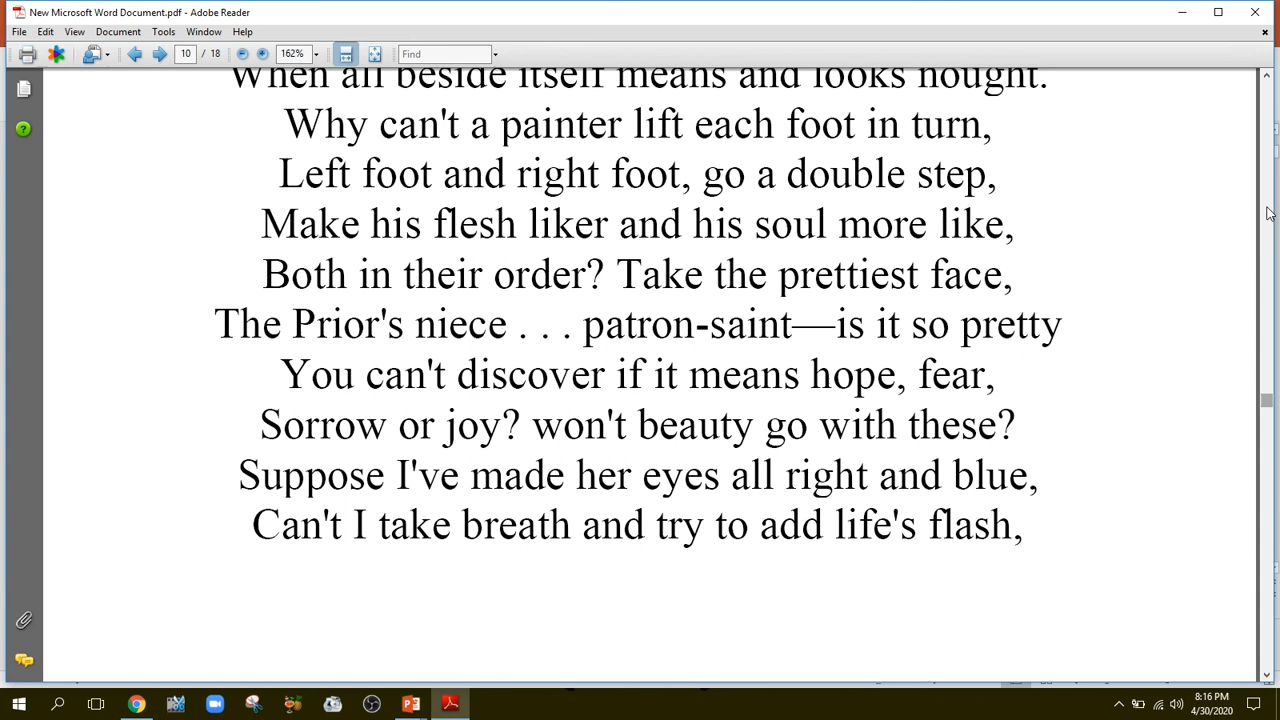 New Microsoft Word Document.pdf - Adobe Reader
File Edit View Document Tools Window Help
10 / 18 162% Find
When all beside itself means and looks nought.
Why can't a painter lift each foot in turn,
Left foot and right foot, go a double step,
Make his flesh liker and his soul more like,
Both in their order? Take the prettiest face,
The Prior's niece . . . patron-saint—is it so pretty
You can't discover if it means hope, fear,
Sorrow or joy? won't beauty go with these?
Suppose I've made her eyes all right and blue,
Can't I take breath and try to add life's flash,
8:16 PM
4/30/2020